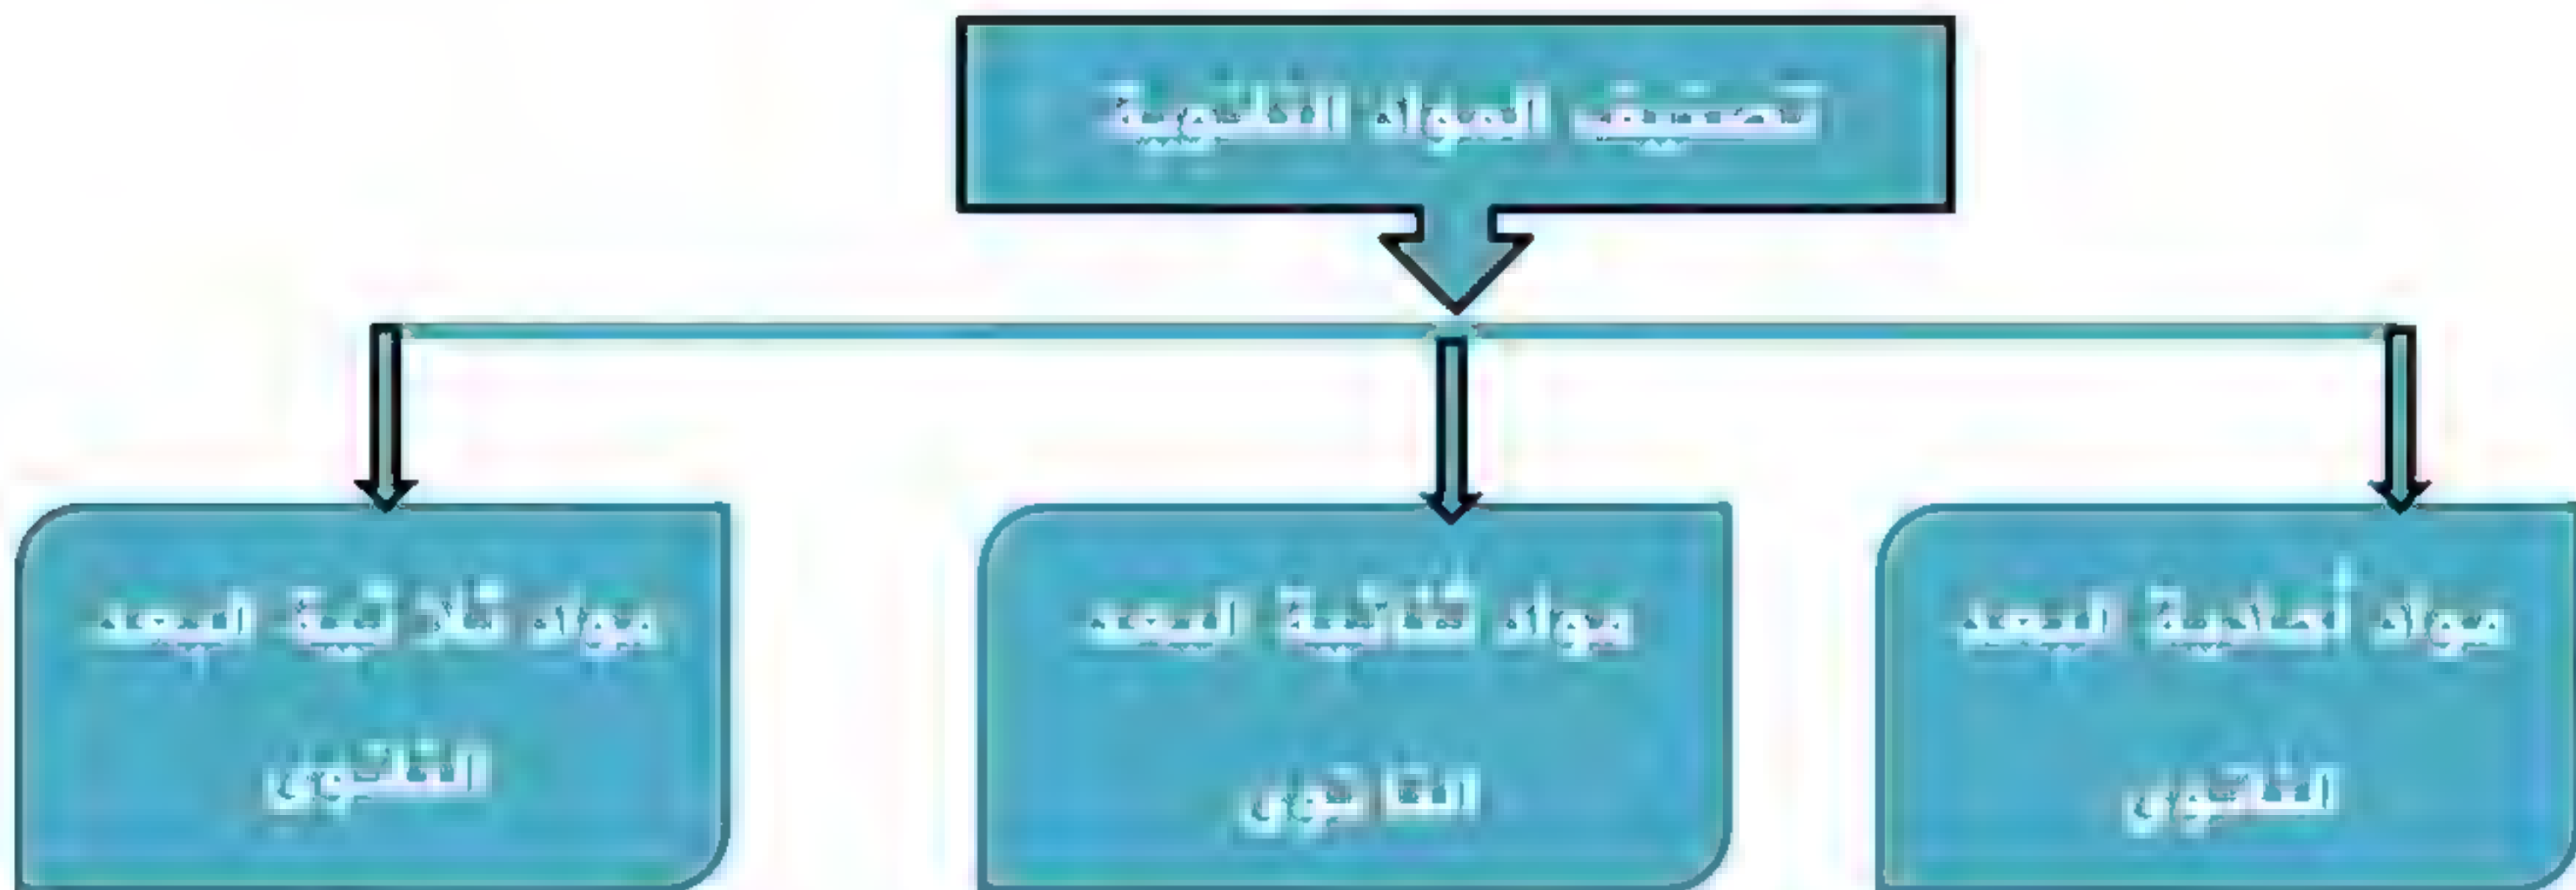 تصنيف المواد النانوية
مواد أحادية البعد
النانوي
مواد ثنائية البعد
النانوي
مواد ثلاثية البعد
النانوي